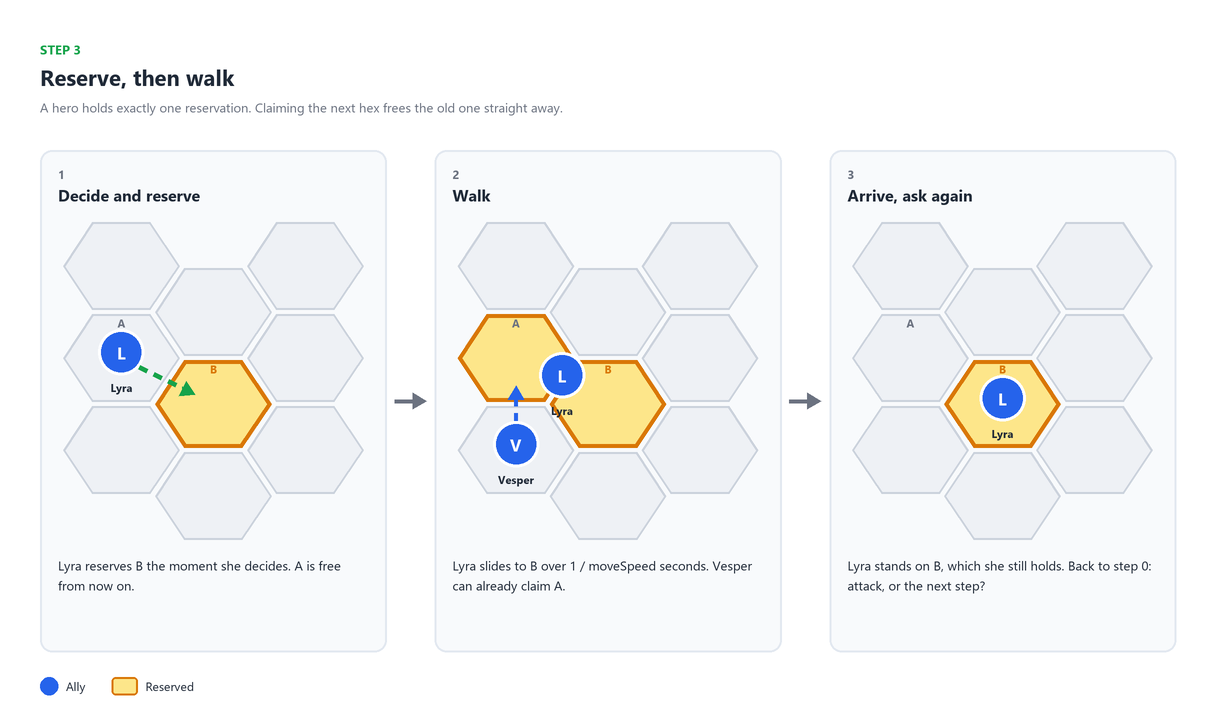 STEP 3
Reserve, then walk
A hero holds exactly one reservation. Claiming the next hex frees the old one straight away.
1
Decide and reserve
A
L
Lyra
B
Lyra reserves B the moment she decides. A is free
from now on.
2
Walk
A
B
L
Lyra
V
Vesper
Lyra slides to B over 1 / moveSpeed seconds. Vesper
can already claim A.
3
Arrive, ask again
A
B
L
Lyra
Lyra stands on B, which she still holds. Back to step 0:
attack, or the next step?
Ally
Reserved